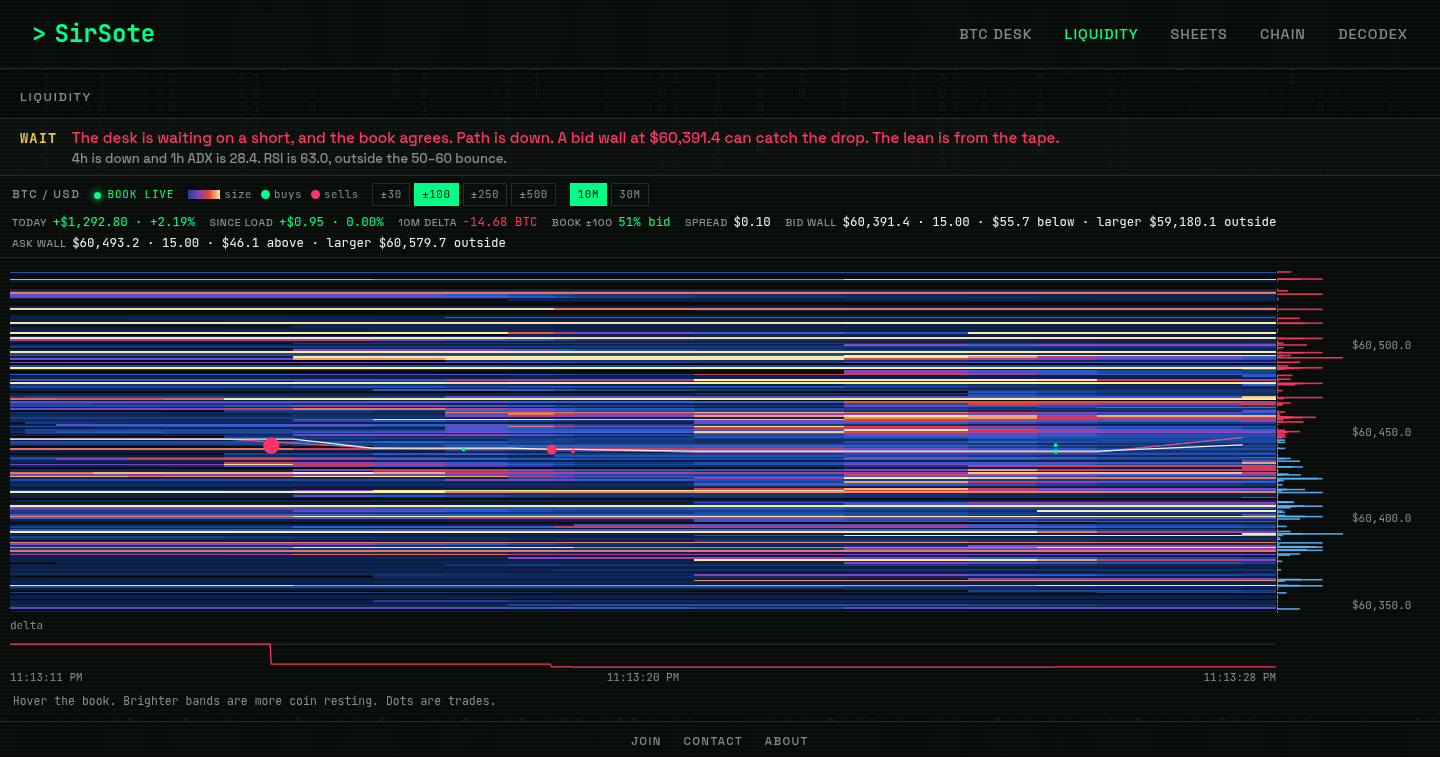 > SirSote
BTC DESK LIQUIDITY SHEETS CHAIN DECODEX
LIQUIDITY
WAIT The desk is waiting on a short, and the book agrees. Path is down. A bid wall at $60,391.4 can catch the drop. The lean is from the tape.
4h is down and 1h ADX is 28.4. RSI is 63.0, outside the 50–60 bounce.
BTC / USD BOOK LIVE size buys sells ±30 ±100 ±250 ±500 10M 30M
TODAY +$1,292.80 · +2.19% SINCE LOAD +$0.95 · 0.00% 10M DELTA -14.68 BTC BOOK ±100 51% bid SPREAD $0.10 BID WALL $60,391.4 · 15.00 · $55.7 below · larger $59,180.1 outside
ASK WALL $60,493.2 · 15.00 · $46.1 above · larger $60,579.7 outside
$60,500.0
$60,450.0
$60,400.0
$60,350.0
delta
11:13:11 PM 11:13:20 PM 11:13:28 PM
Hover the book. Brighter bands are more coin resting. Dots are trades.
JOIN CONTACT ABOUT